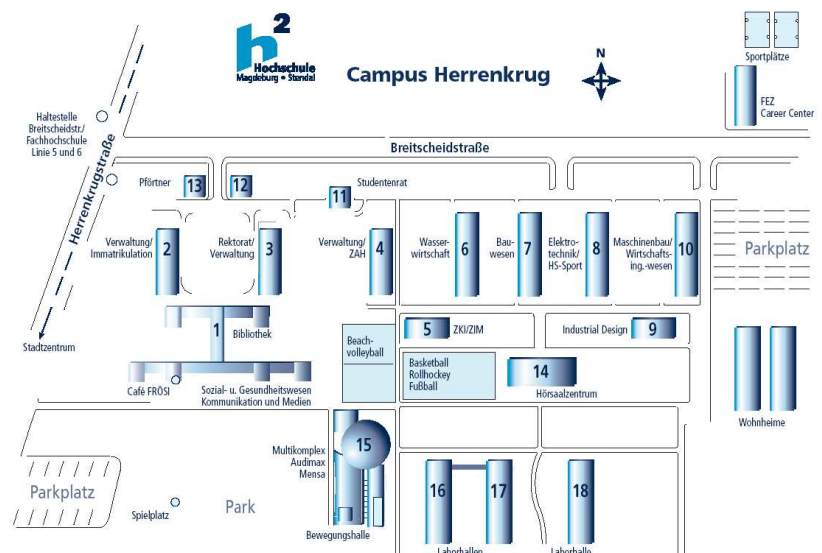 h2
Hochschule
Magdeburg • Stendal
Campus Herrenkrug
N
Sportplätze
FEZ
Career Center
Haltestelle
Breitscheidstr./
Fachhochschule
Linie 5 und 6
Herrenkrugstraße
Breitscheidstraße
Pförtner
13
12
11
Studentenrat
Verwaltung/
Immatrikulation
2
Rektorat/
Verwaltung
3
Verwaltung/
ZAH
4
Wasser-
wirtschaft
6
Bau-
wesen
7
Elektro-
technik/
HS-Sport
8
Maschinenbau/
Wirtschafts-
ing.-wesen
10
Parkplatz
Stadtzentrum
1
Bibliothek
Café FRÖSI
Sozial- u. Gesundheitswesen
Kommunikation und Medien
Beach-
volleyball
5
ZKI/ZIM
Industrial Design
9
Basketball
Rollhockey
Fußball
14
Hörsaalzentrum
Wohnheime
Multikomplex
Audimax
Mensa
15
Parkplatz
Spielplatz
Park
Bewegungshalle
16
17
18
Laborhallen
Laborhalle